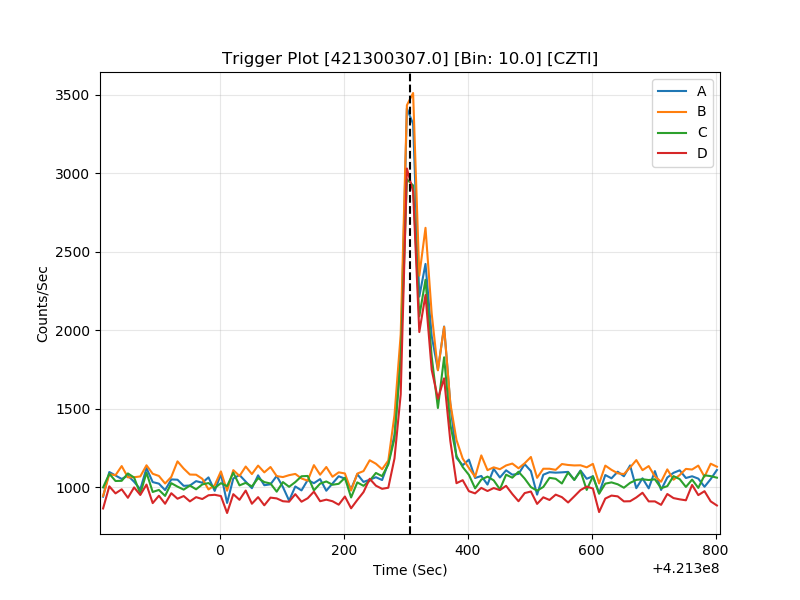 Trigger Plot [421300307.0] [Bin: 10.0] [CZTI]
3500
3000
2500
2000
1500
1000
Counts/Sec
A
B
C
D
0
200
400
600
800
Time (Sec)
+4.213e8